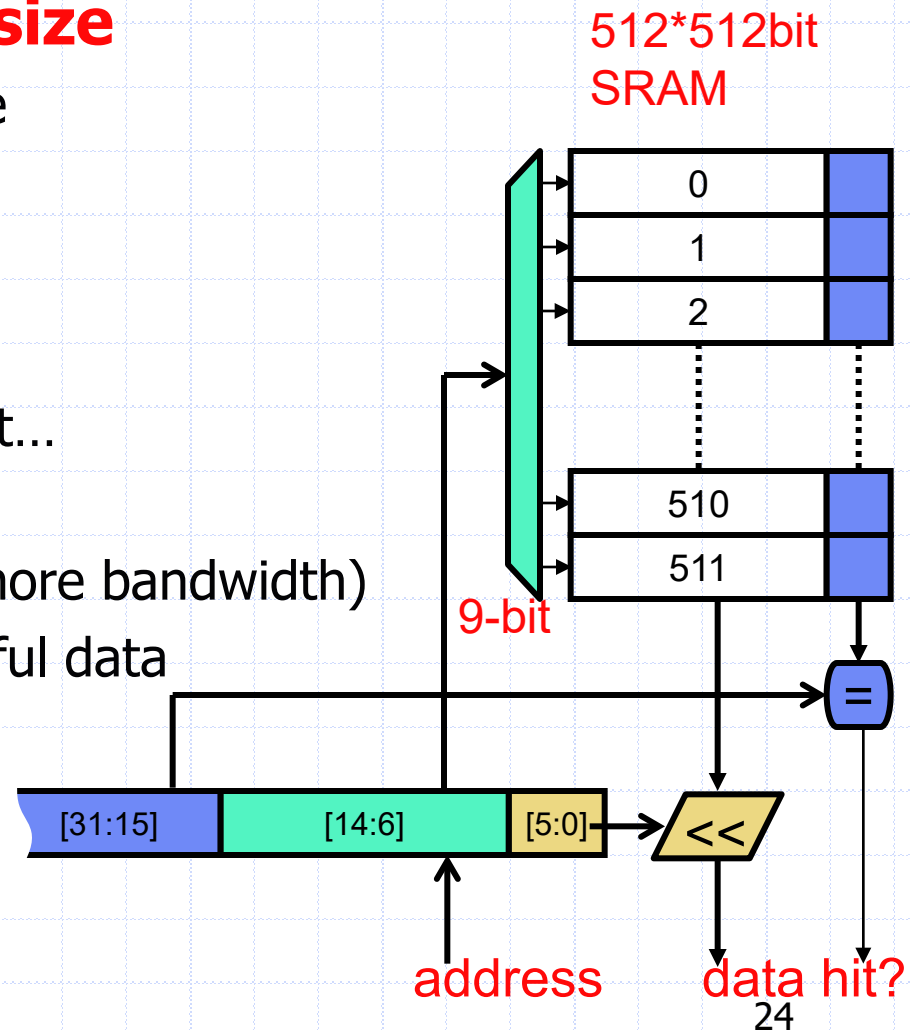 size
512*512bit
SRAM
e
0
1
2
t...
510
511
more bandwidth)
9-bit
ful data
=
[31:15] [14:6] [5:0] <<
address data hit?
24